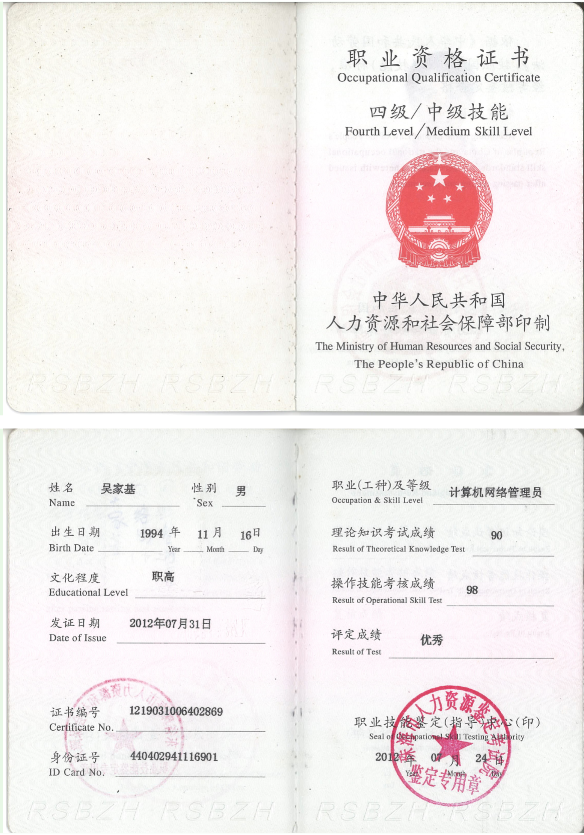 职业资格证书
Occupational Qualification Certificate
四级/中级技能
Fourth Level/Medium Skill Level
中华人民共和国
人力资源和社会保障部印制
The Ministry of Human Resources and Social Security,
The People's Republic of China
RSBZH RSBZH RSBZH RSBZH
姓名 吴家基 性别 男
Name Sex
出生日期 1994 年 11 月 16日
Birth Date Year Month Day
文化程度 职高
Educational Level
发证日期 2012年07月31日
Date of Issue
证书编号 1219031006402869
Certificate No.
身份证号 440402941116901
ID Card No.
职业(工种)及等级 计算机网络管理员
Occupation & Skill Level
理论知识考试成绩 90
Result of Theoretical Knowledge Test
操作技能考核成绩 98
Result of Operational Skill Test
评定成绩 优秀
Result of Test
职业技能鉴定(指导)中心(印)
Seal of Occupational Skill Testing Authority
2012 年 07 月 24 日
Year Month Day
人力资源鉴定考试院
鉴定专用章
RSBZH RSBZH RSBZH RSBZH